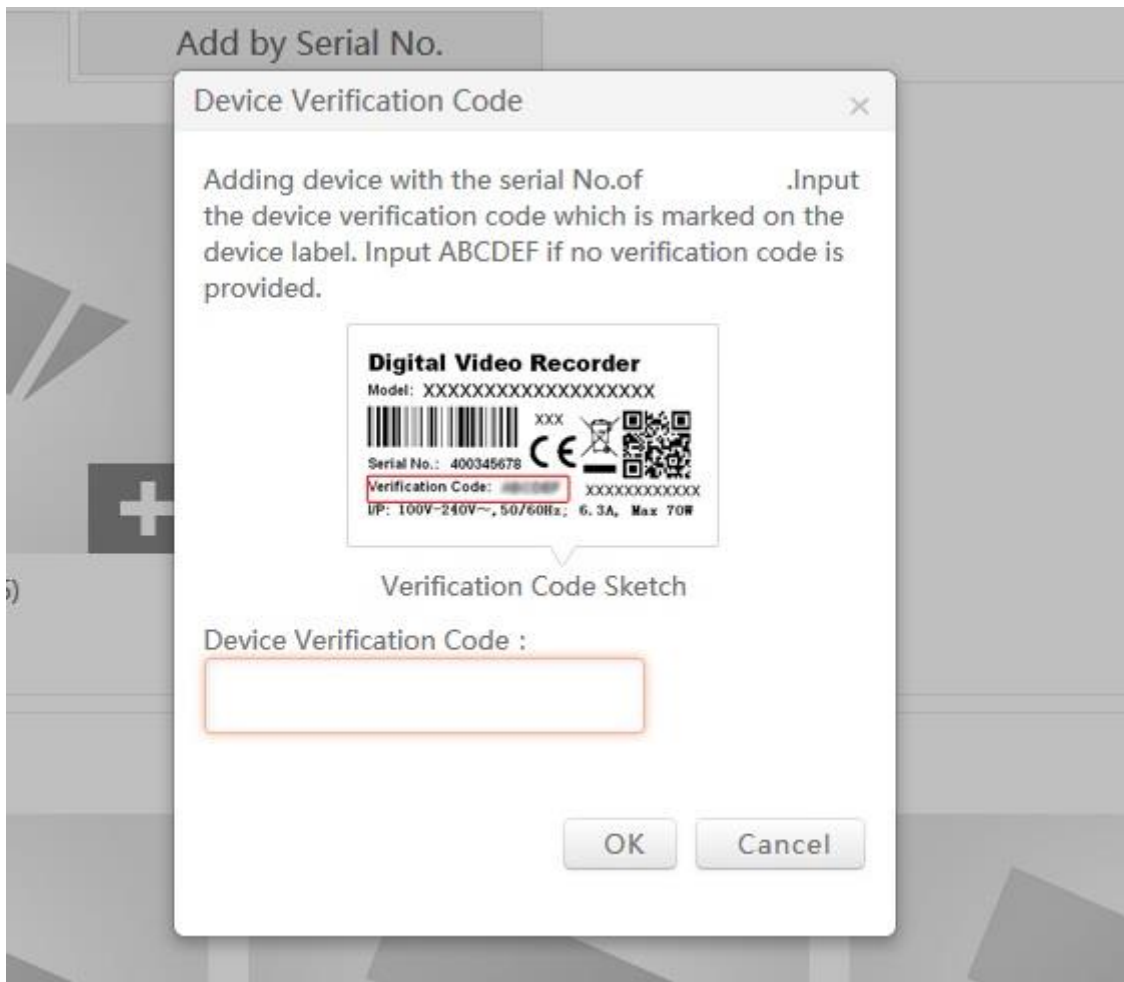 Add by Serial No.
Device Verification Code
×
Adding device with the serial No.of .Input
the device verification code which is marked on the
device label. Input ABCDEF if no verification code is
provided.
Digital Video Recorder
Model: XXXXXXXXXXXXXXXXXXX
XXX
CE
Serial No.: 400345678
Verification Code: ABCDEF
XXXXXXXXXXXX
I/P: 100V-240V~,50/60Hz; 6.3A, Max 70W
Verification Code Sketch
5)
Device Verification Code :
OK Cancel